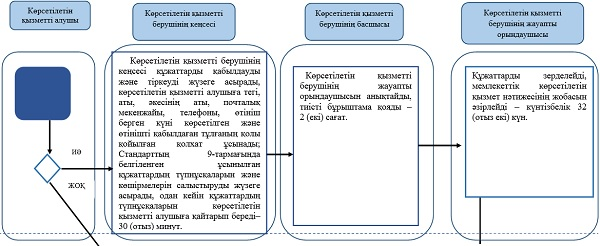 Көрсетілетін
қызметті алушы
Көрсетілетін қызметті
берушінің кеңсесі
Көрсетілетін қызметті
берушінің басшысы
Көрсетілетін қызметті
берушінің жауапты
орындаушысы
Көрсетілетін қызметті берушінің
кеңсесі құжаттарды қабылдауды
және тіркеуді жүзеге асырады,
көрсетілетін қызметті алушыға тегі,
аты, әкесінің аты, почталық
мекенжайы, телефоны, өтініш
берген күні көрсетілген және
өтінішті қабылдаған тұлғаның қолы
қойылған қолхат ұсынады;
Стандарттың 9-тармағында
белгіленген ұсынылған
құжаттардың түпнұсқаларын және
көшірмелерін салыстыруды жүзеге
асырады, одан кейін құжаттардың
түпнұсқаларын көрсетілетін
қызметті алушыға қайтарып береді–
30 (отыз) минут.
Көрсетілетін қызметті
берушінің жауапты
орындаушысын анықтайды,
тиісті бұрыштама қояды –
2 (екі) сағат.
Құжаттарды зерделейді,
мемлекеттік көрсетілетін
қызмет нәтижесінің жобасын
әзірлейді – күнтізбелік 32
(отыз екі) күн.
иә
жоқ